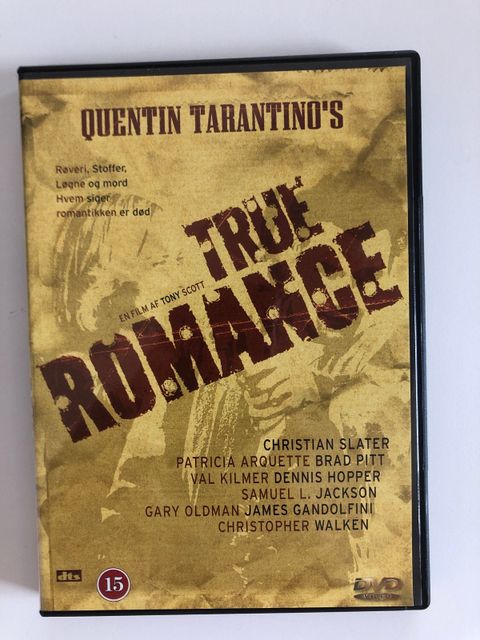 QUENTIN TARANTINO'S
Røveri, Stoffer,
Løgne og mord
Hvem siger
romantikken er død
TRUE
EN FILM AF TONY SCOTT
ROMANCE
CHRISTIAN SLATER
PATRICIA ARQUETTE BRAD PITT
VAL KILMER DENNIS HOPPER
SAMUEL L. JACKSON
GARY OLDMAN JAMES GANDOLFINI
CHRISTOPHER WALKEN
dts
15
DVD
VIDEO